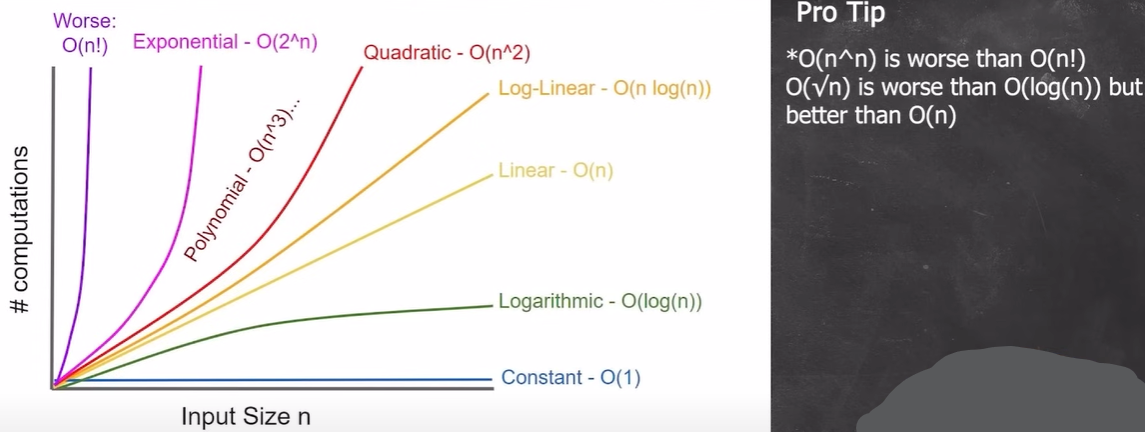 Worse:
O(n!)
Exponential - O(2^n)
Quadratic - O(n^2)
Log-Linear - O(n log(n))
Polynomial - O(n^3)...
Linear - O(n)
Logarithmic - O(log(n))
Constant - O(1)
# computations
Input Size n
Pro Tip
*O(n^n) is worse than O(n!)
O(√n) is worse than O(log(n)) but
better than O(n)